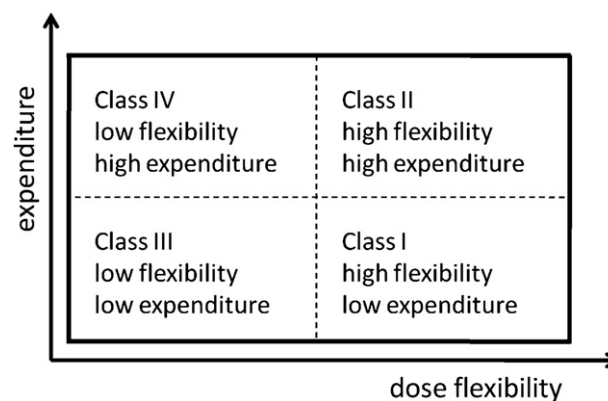 expenditure
Class IV
low flexibility
high expenditure
Class II
high flexibility
high expenditure
Class III
low flexibility
low expenditure
Class I
high flexibility
low expenditure
dose flexibility